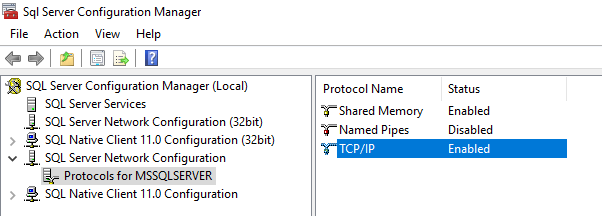 Sql Server Configuration Manager
File Action View Help
SQL Server Configuration Manager (Local)
SQL Server Services
SQL Server Network Configuration (32bit)
SQL Native Client 11.0 Configuration (32bit)
SQL Server Network Configuration
Protocols for MSSQLSERVER
SQL Native Client 11.0 Configuration
Protocol Name Status
Shared Memory Enabled
Named Pipes Disabled
TCP/IP Enabled